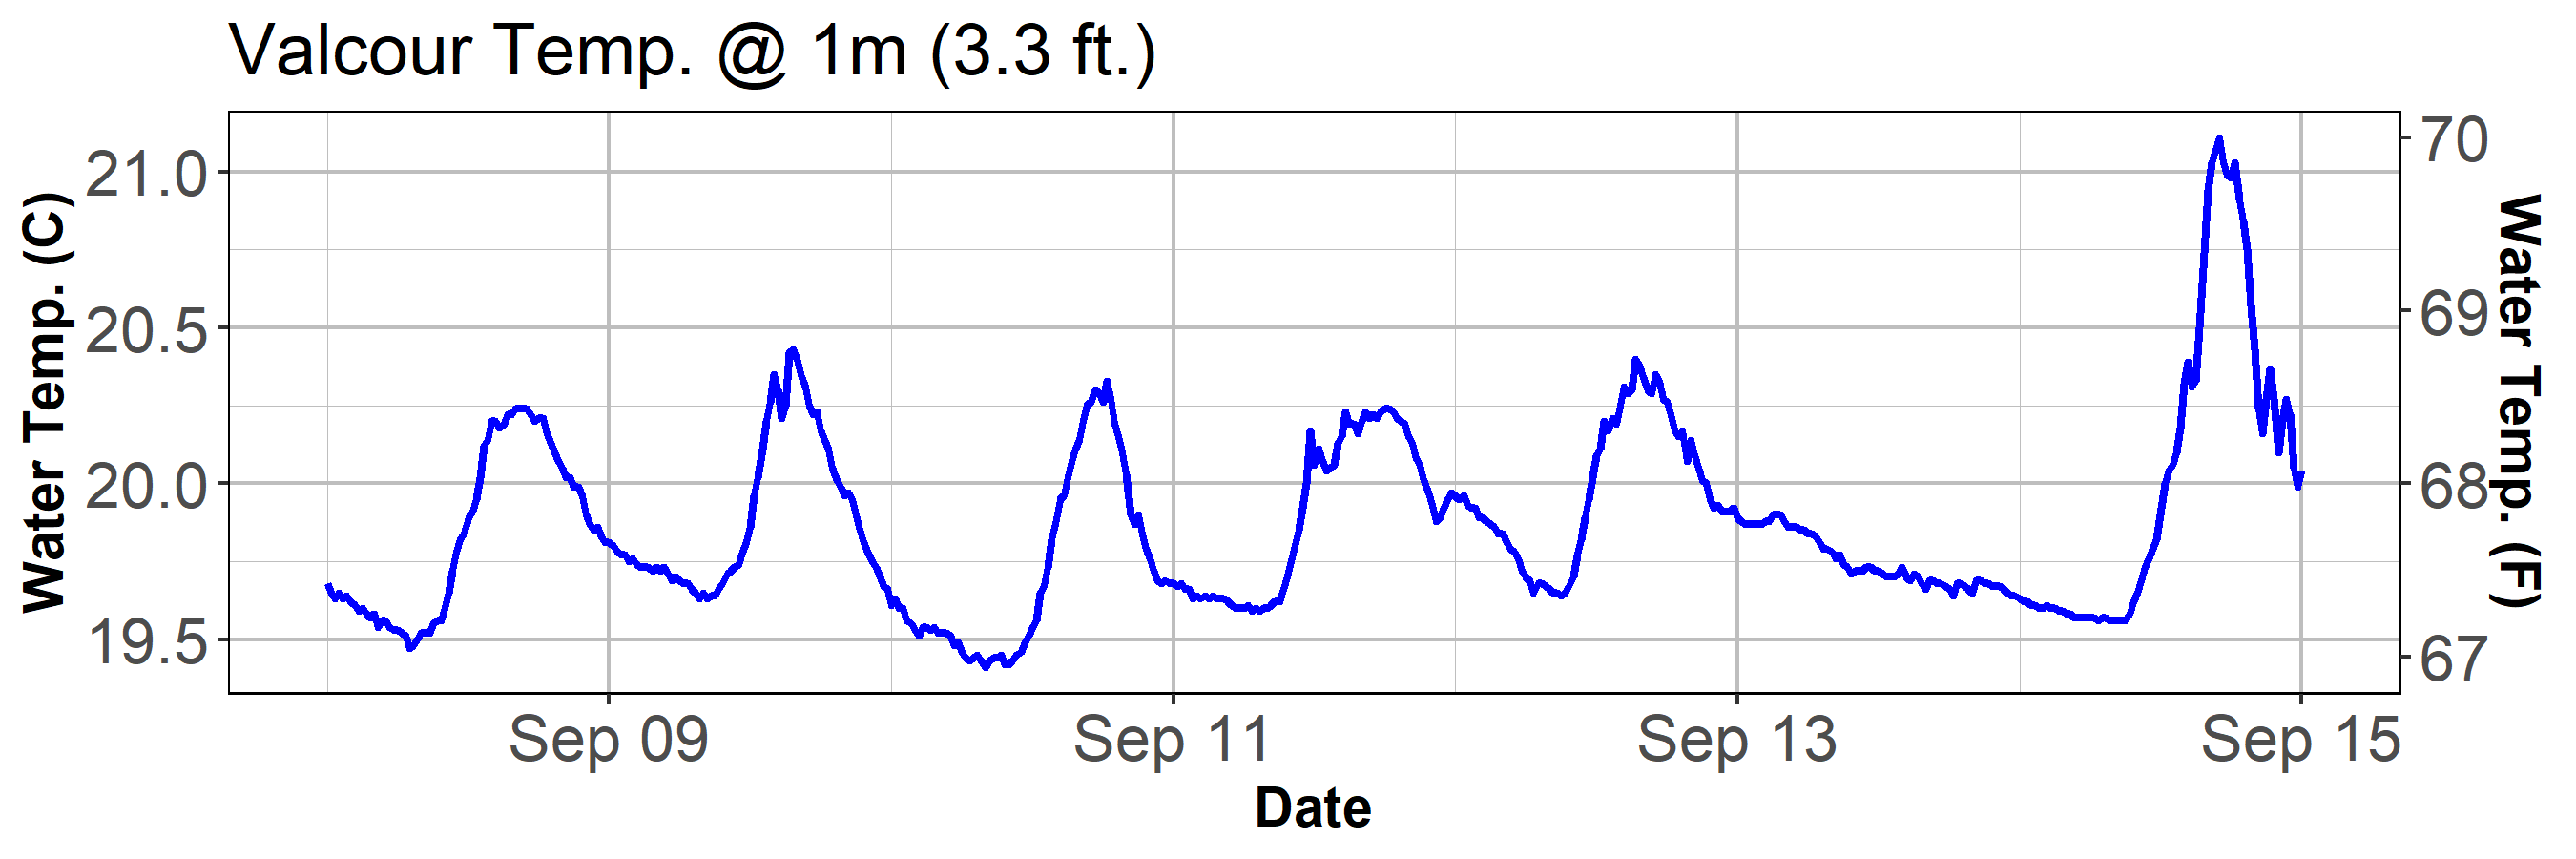 Valcour Temp. @ 1m (3.3 ft.)
Water Temp. (C)
21.0
20.5
20.0
19.5
70
69
68
67
Water Temp. (F)
Sep 09 Sep 11 Sep 13 Sep 15
Date